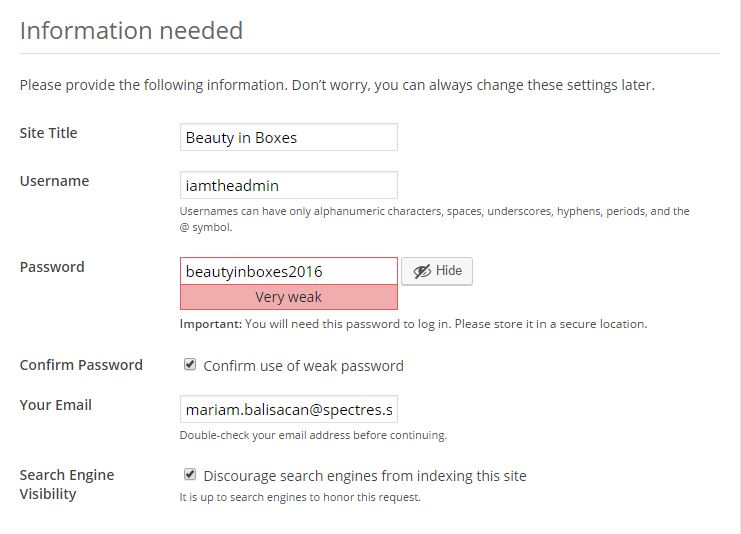 Information needed
Please provide the following information. Don’t worry, you can always change these settings later.
Site Title
Beauty in Boxes
Username
iamtheadmin
Usernames can have only alphanumeric characters, spaces, underscores, hyphens, periods, and the
@ symbol.
Password
beautyinboxes2016
Hide
Very weak
Important: You will need this password to log in. Please store it in a secure location.
Confirm Password
Confirm use of weak password
Your Email
mariam.balisacan@spectres.s
Double-check your email address before continuing.
Search Engine
Visibility
Discourage search engines from indexing this site
It is up to search engines to honor this request.